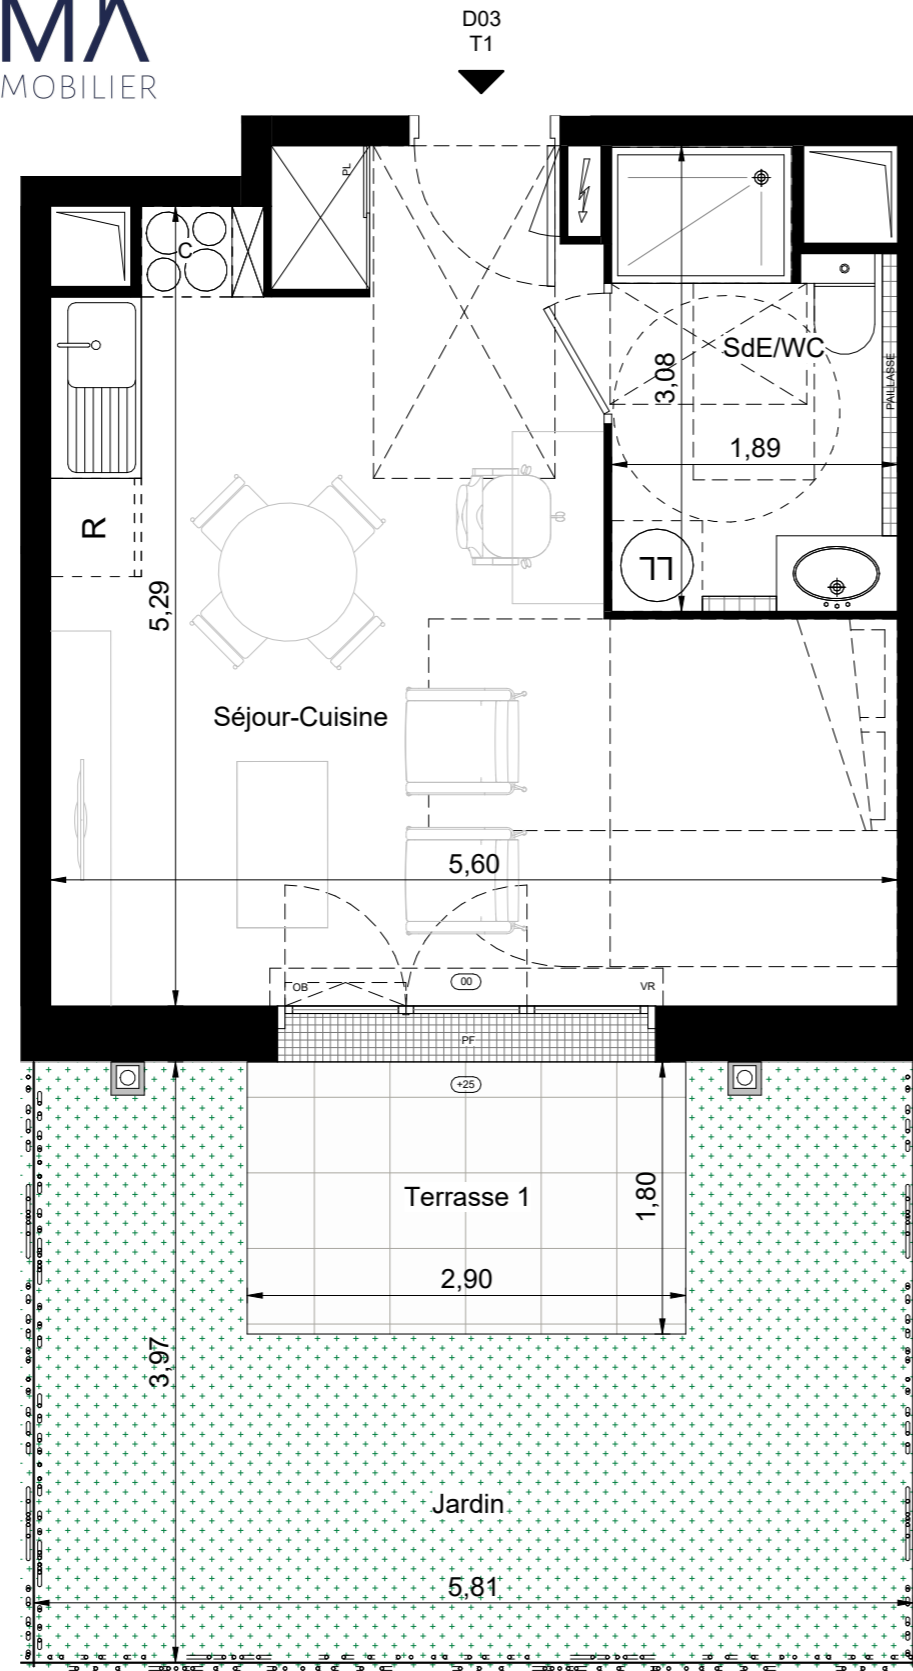 MA
MOBILIER
D03
T1
PL
C
SdE/WC
3,08
PAILLASSE
1,89
R
LL
5,29
Séjour-Cuisine
5,60
OB
00
VR
PF
+25
Terrasse 1
1,80
2,90
3,97
Jardin
5,81